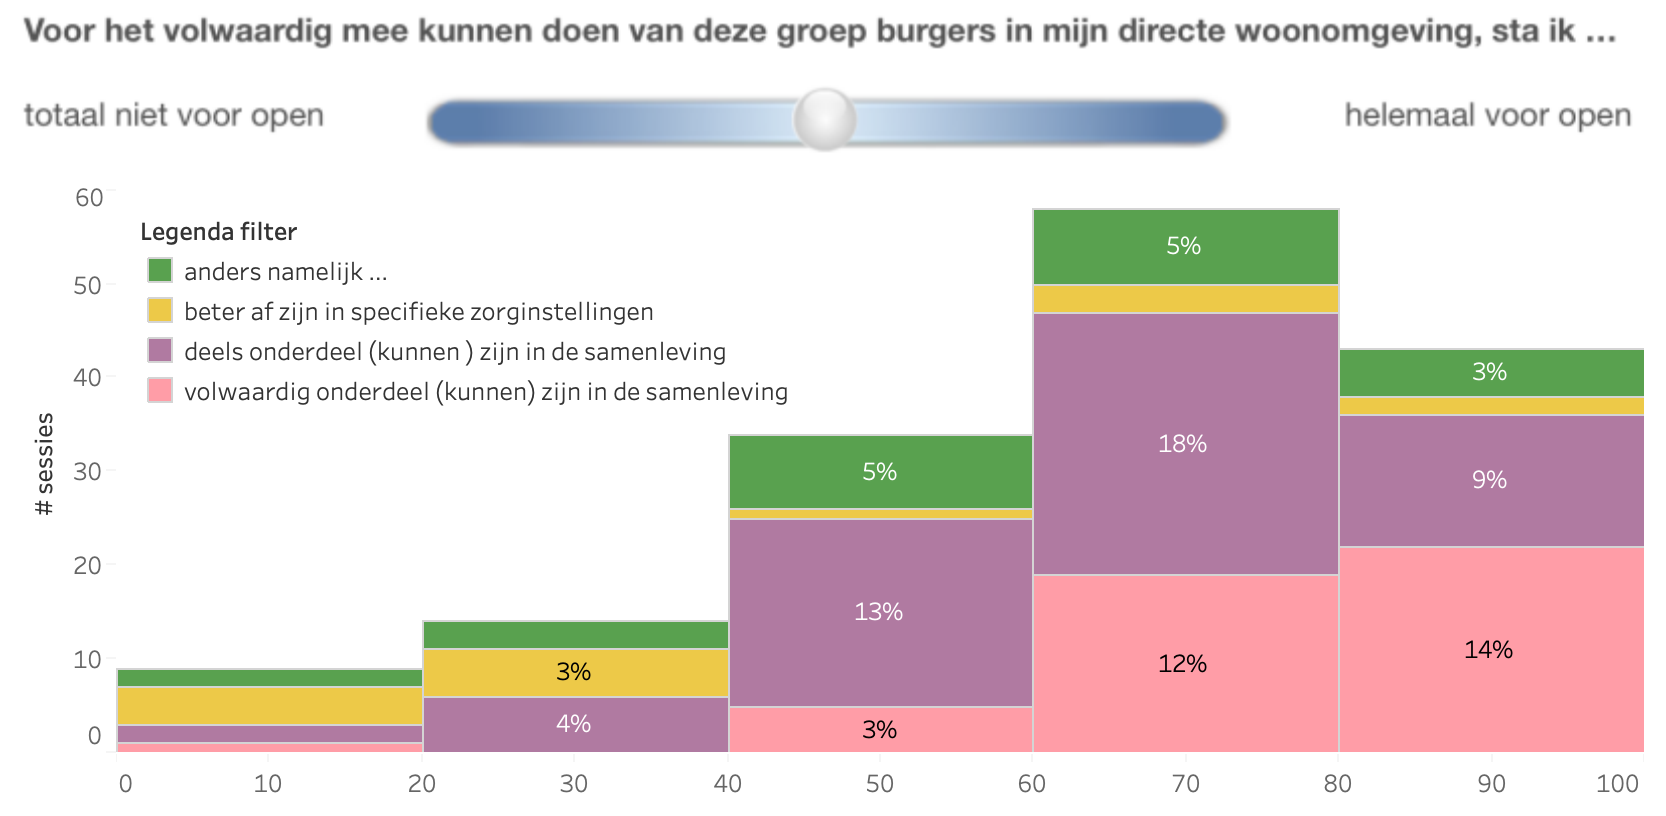 Voor het volwaardig mee kunnen doen van deze groep burgers in mijn directe woonomgeving, sta ik ...
totaal niet voor open
helemaal voor open
Legenda filter
anders namelijk ...
beter af zijn in specifieke zorginstellingen
deels onderdeel (kunnen ) zijn in de samenleving
volwaardig onderdeel (kunnen) zijn in de samenleving
# sessies
60
50
40
30
20
10
0
3%
4%
5%
13%
3%
5%
18%
12%
3%
9%
14%
0 10 20 30 40 50 60 70 80 90 100